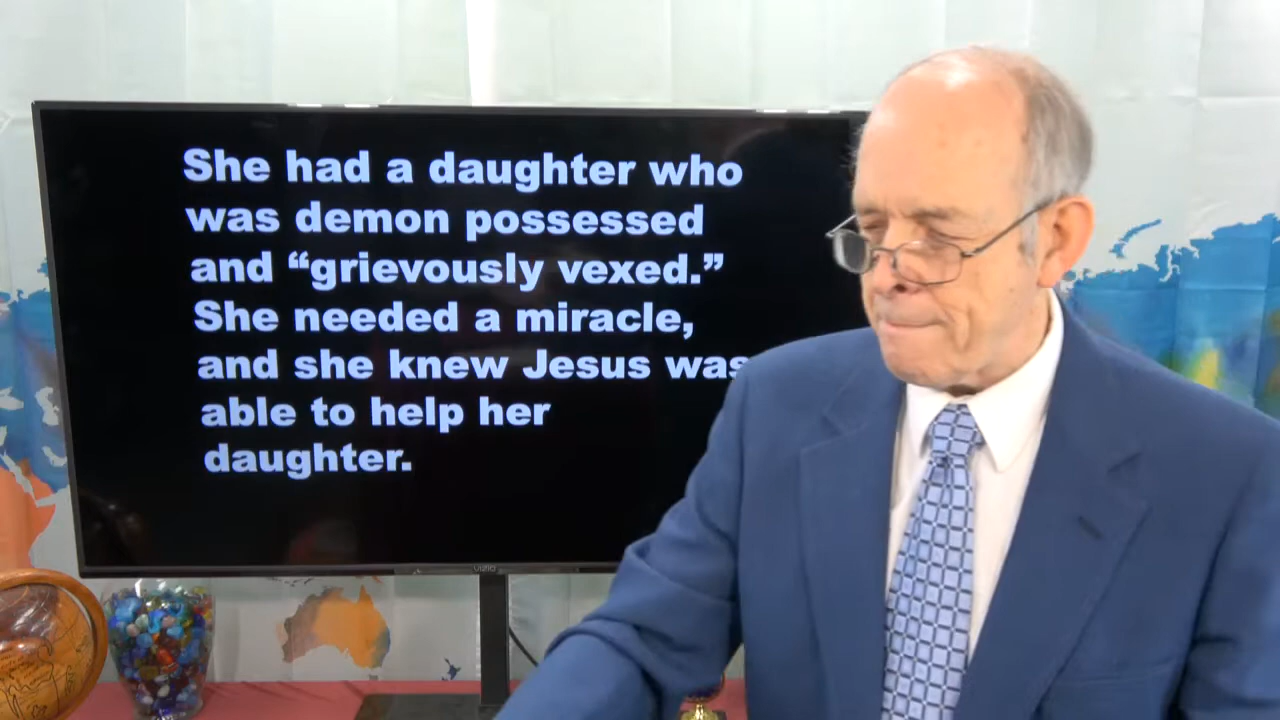 She had a daughter who
was demon possessed
and “grievously vexed.”
She needed a miracle,
and she knew Jesus was
able to help her
daughter.
VIZIO